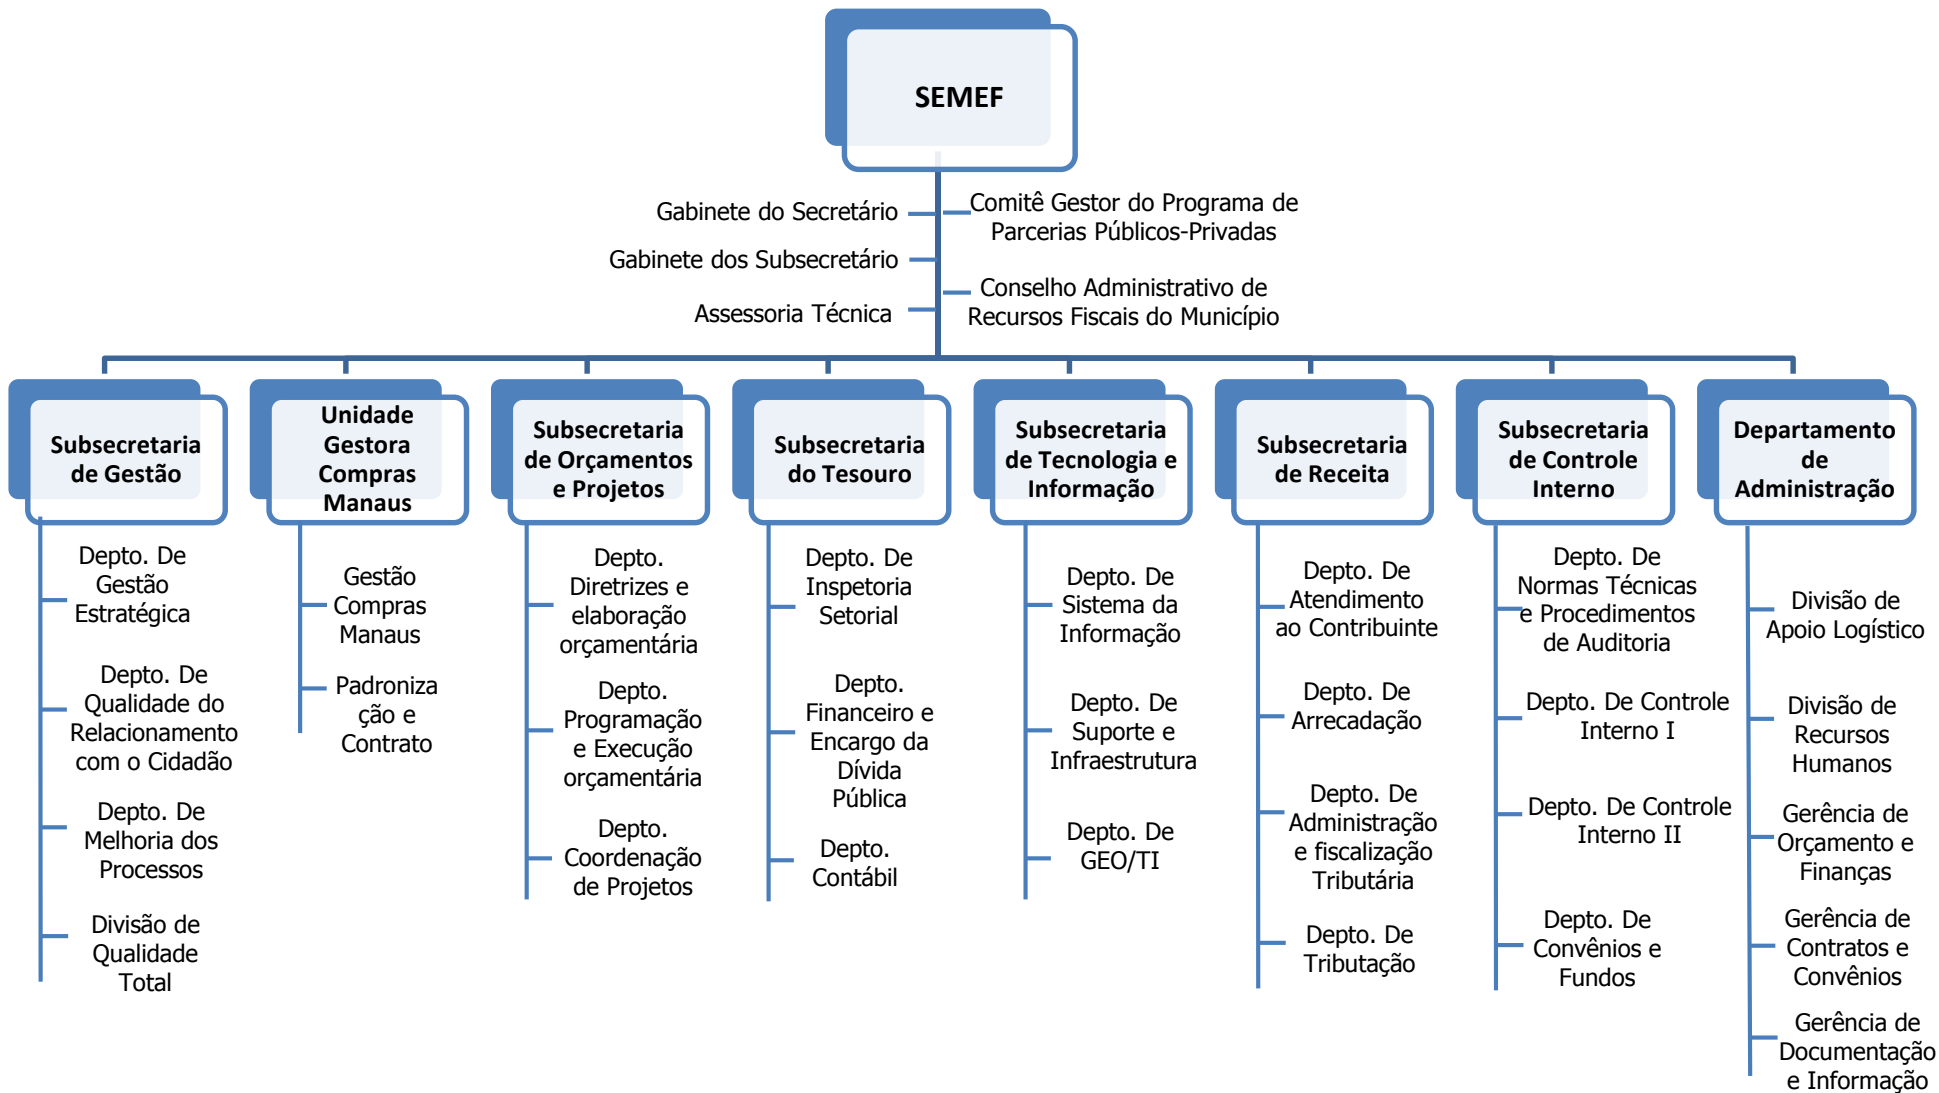 SEMEF
Gabinete do Secretário
Gabinete dos Subsecretário
Assessoria Técnica
Comitê Gestor do Programa de
Parcerias Públicos-Privadas
Conselho Administrativo de
Recursos Fiscais do Município
Subsecretaria
de Gestão
Depto. De
Gestão
Estratégica
Depto. De
Qualidade do
Relacionamento
com o Cidadão
Depto. De
Melhoria dos
Processos
Divisão de
Qualidade
Total
Unidade
Gestora
Compras
Manaus
Gestão
Compras
Manaus
Padroniza
ção e
Contrato
Subsecretaria
de Orçamentos
e Projetos
Depto.
Diretrizes e
elaboração
orçamentária
Depto.
Programação
e Execução
orçamentária
Depto.
Coordenação
de Projetos
Subsecretaria
do Tesouro
Depto. De
Inspetoria
Setorial
Depto.
Financeiro e
Encargo da
Dívida
Pública
Depto.
Contábil
Subsecretaria
de Tecnologia e
Informação
Depto. De
Sistema da
Informação
Depto. De
Suporte e
Infraestrutura
Depto. De
GEO/TI
Subsecretaria
de Receita
Depto. De
Atendimento
ao Contribuinte
Depto. De
Arrecadação
Depto. De
Administração
e fiscalização
Tributária
Depto. De
Tributação
Subsecretaria
de Controle
Interno
Depto. De
Normas Técnicas
e Procedimentos
de Auditoria
Depto. De Controle
Interno I
Depto. De Controle
Interno II
Depto. De
Convênios e
Fundos
Departamento
de
Administração
Divisão de
Apoio Logístico
Divisão de
Recursos
Humanos
Gerência de
Orçamento e
Finanças
Gerência de
Contratos e
Convênios
Gerência de
Documentação
e Informação